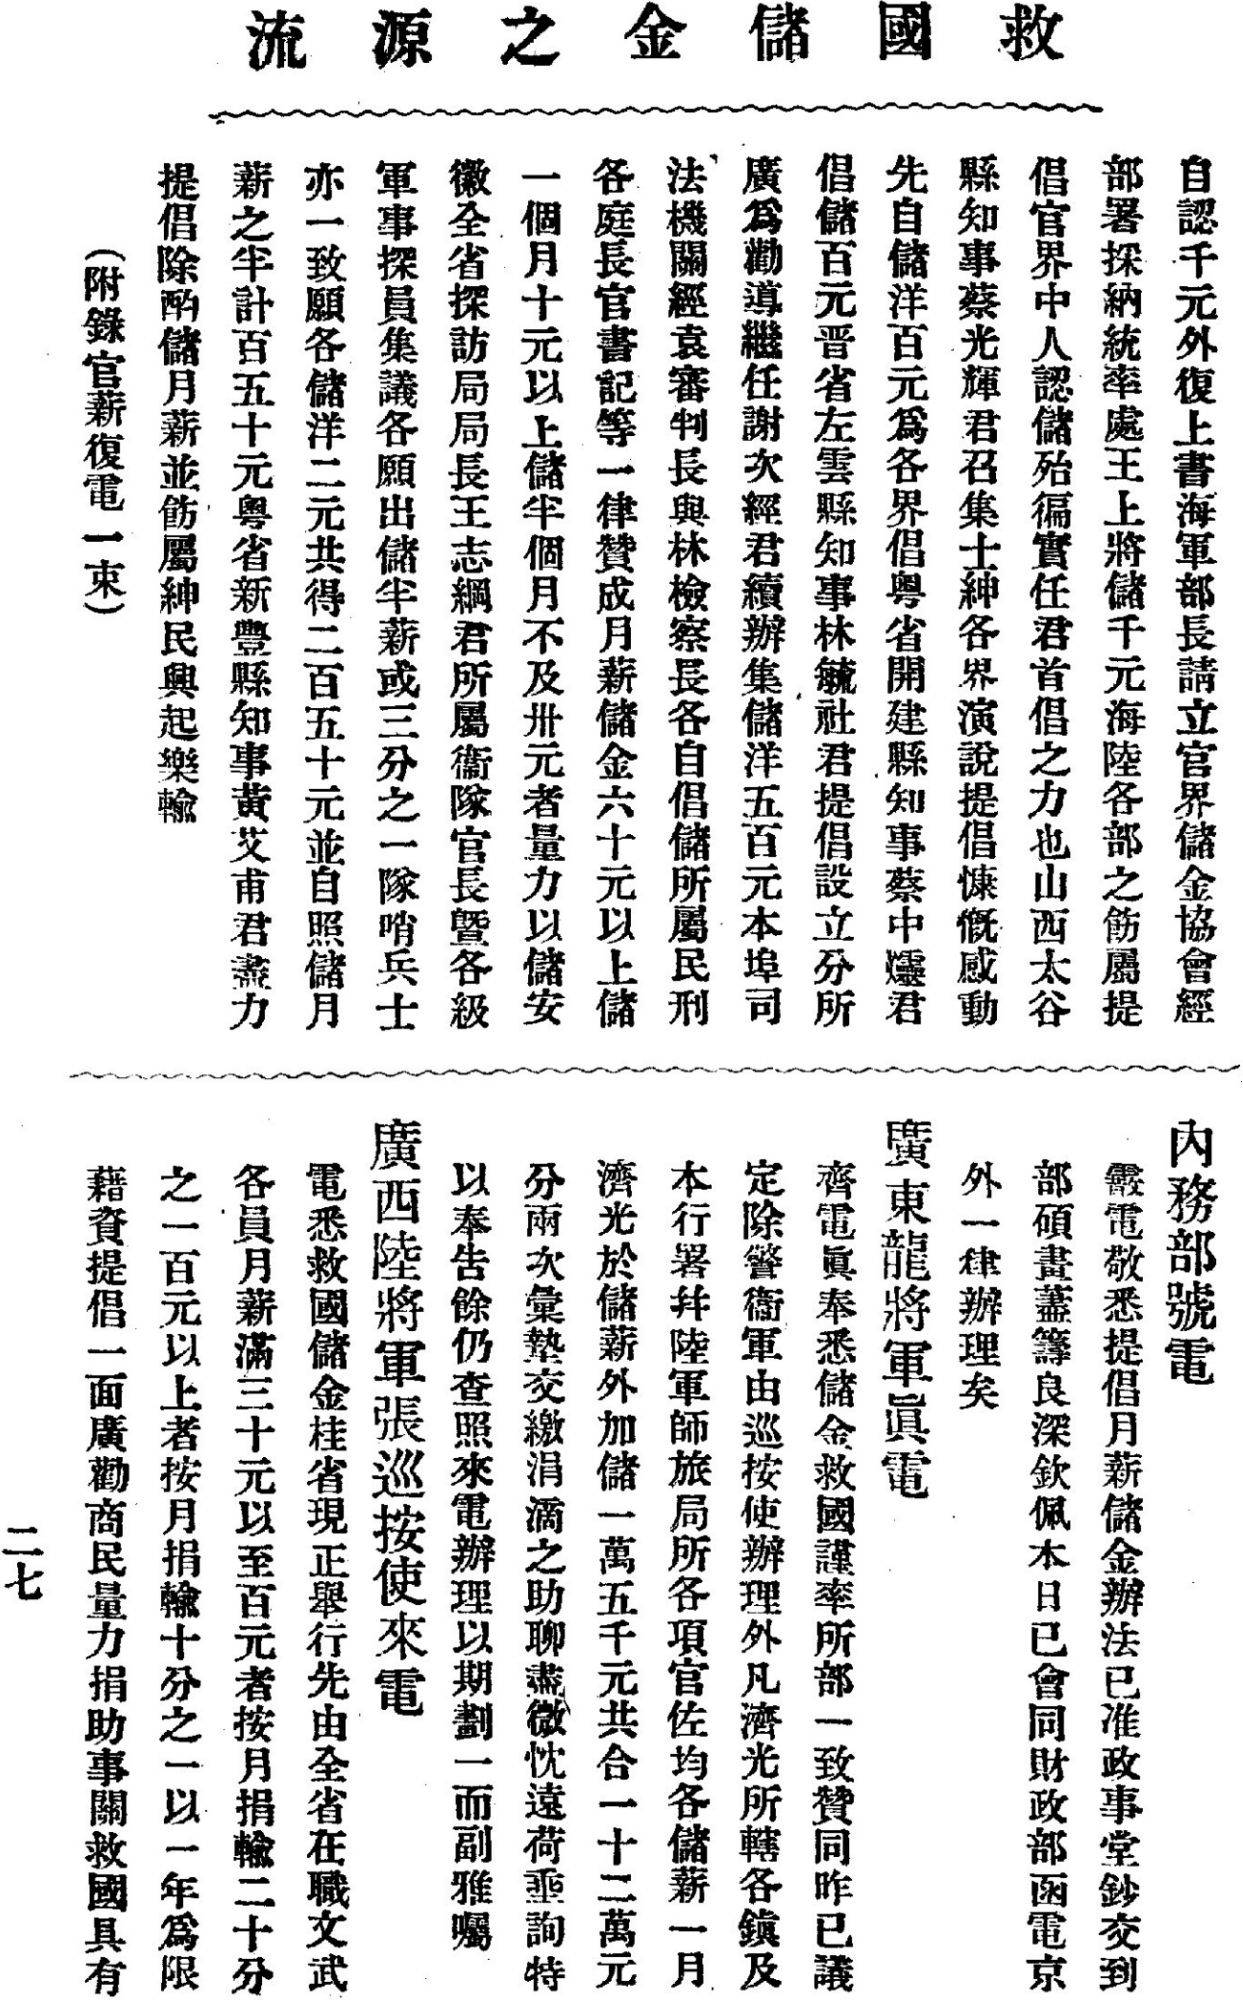 救國儲金之源流
自認千元外復上書海軍部長請立官界儲金協會經
部署採納統率處王上將儲千元海陸各部之飭屬提
倡官界中人認儲殆徧實任君首倡之力也山西太谷
縣知事蔡光輝君召集士紳各界演說提倡慷慨感動
先自儲洋百元爲各界倡粤省開建縣知事蔡中爐君
倡儲百元晋省左雲縣知事林毓社君提倡設立分所
廣爲勸導繼任謝次經君續辦集儲洋五百元本埠司
法機關經袁審判長與林檢察長各自倡儲所屬民刑
各庭長官書記等一律贊成月薪儲金六十元以上儲
一個月十元以上儲半個月不及卅元者量力以儲安
徽全省探訪局局長王志綱君所屬衞隊官長曁各級
軍事探員集議各願出儲半薪或三分之一隊哨兵士
亦一致願各儲洋二元共得二百五十元並自照儲月
薪之半計百五十元粤省新豐縣知事黃艾甫君盡力
提倡除酌儲月薪並飭屬紳民興起樂輸
（附錄官薪復電一束）
內務部號電
霰電敬悉提倡月薪儲金辦法已准政事堂鈔交到
部碩畫藎籌良深欽佩本日已會同財政部函電京
外一律辦理矣
廣東龍將軍眞電
齊電眞奉悉儲金救國謹率所部一致贊同昨已議
定除警衞軍由巡按使辦理外凡濟光所轄各鎭及
本行署幷陸軍師旅局所各項官佐均各儲薪一月
濟光於儲薪外加儲一萬五千元共合一十二萬元
分兩次彙墊交繳涓滴之助聊盡微忱遠荷垂詢特
以奉告餘仍查照來電辦理以期劃一而副雅囑
廣西陸將軍張巡按使來電
電悉救國儲金桂省現正舉行先由全省在職文武
各員月薪滿三十元以至百元者按月捐輸二十分
之一百元以上者按月捐輸十分之一以一年爲限
藉資提倡一面廣勸商民量力捐助事關救國具有
二七